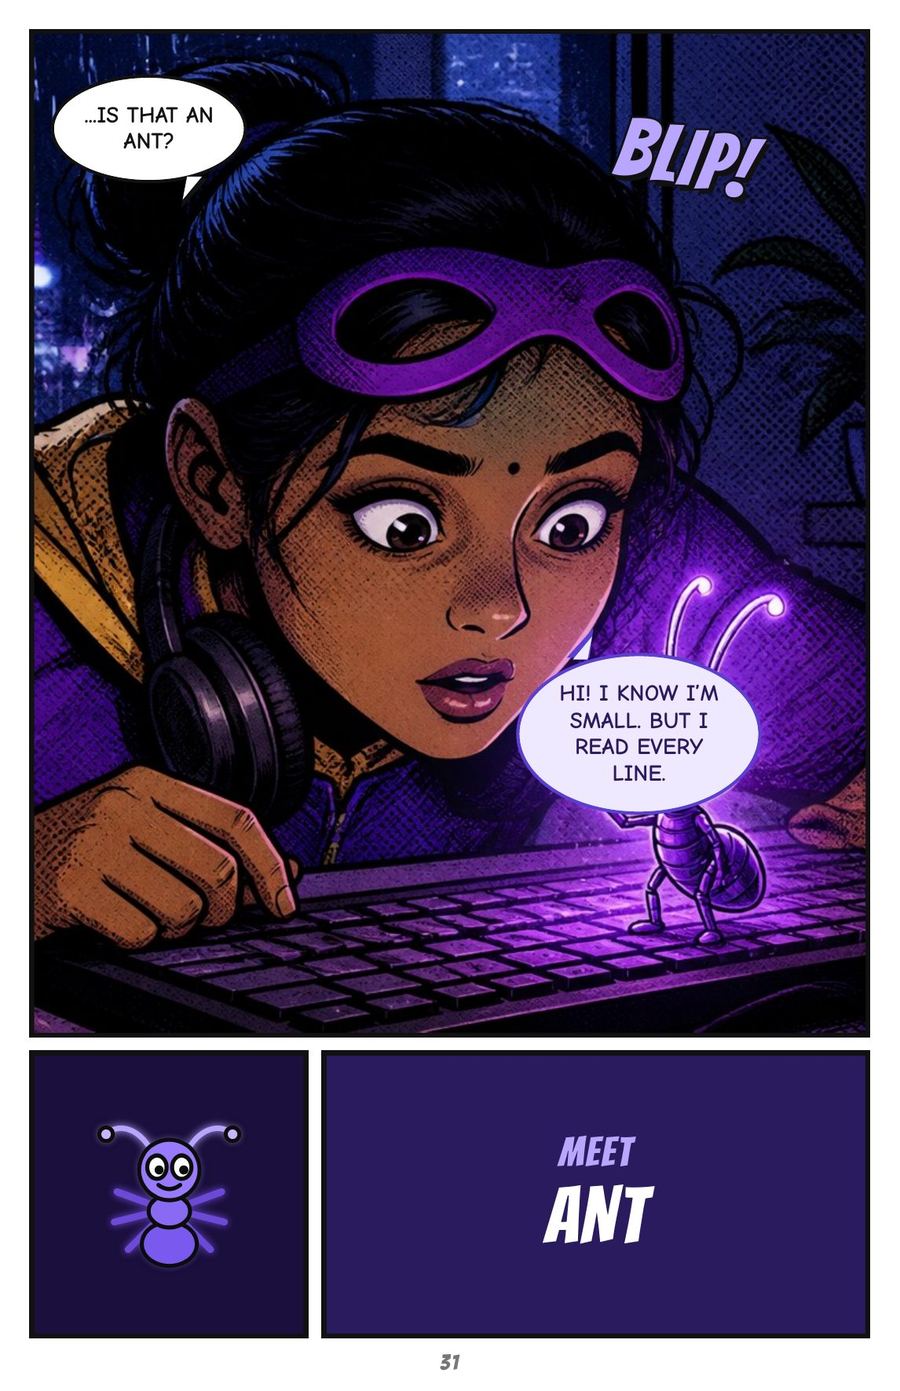 ...IS THAT AN
ANT?
BLIP!
HI! I KNOW I'M
SMALL. BUT I
READ EVERY
LINE.
MEET
ANT
31